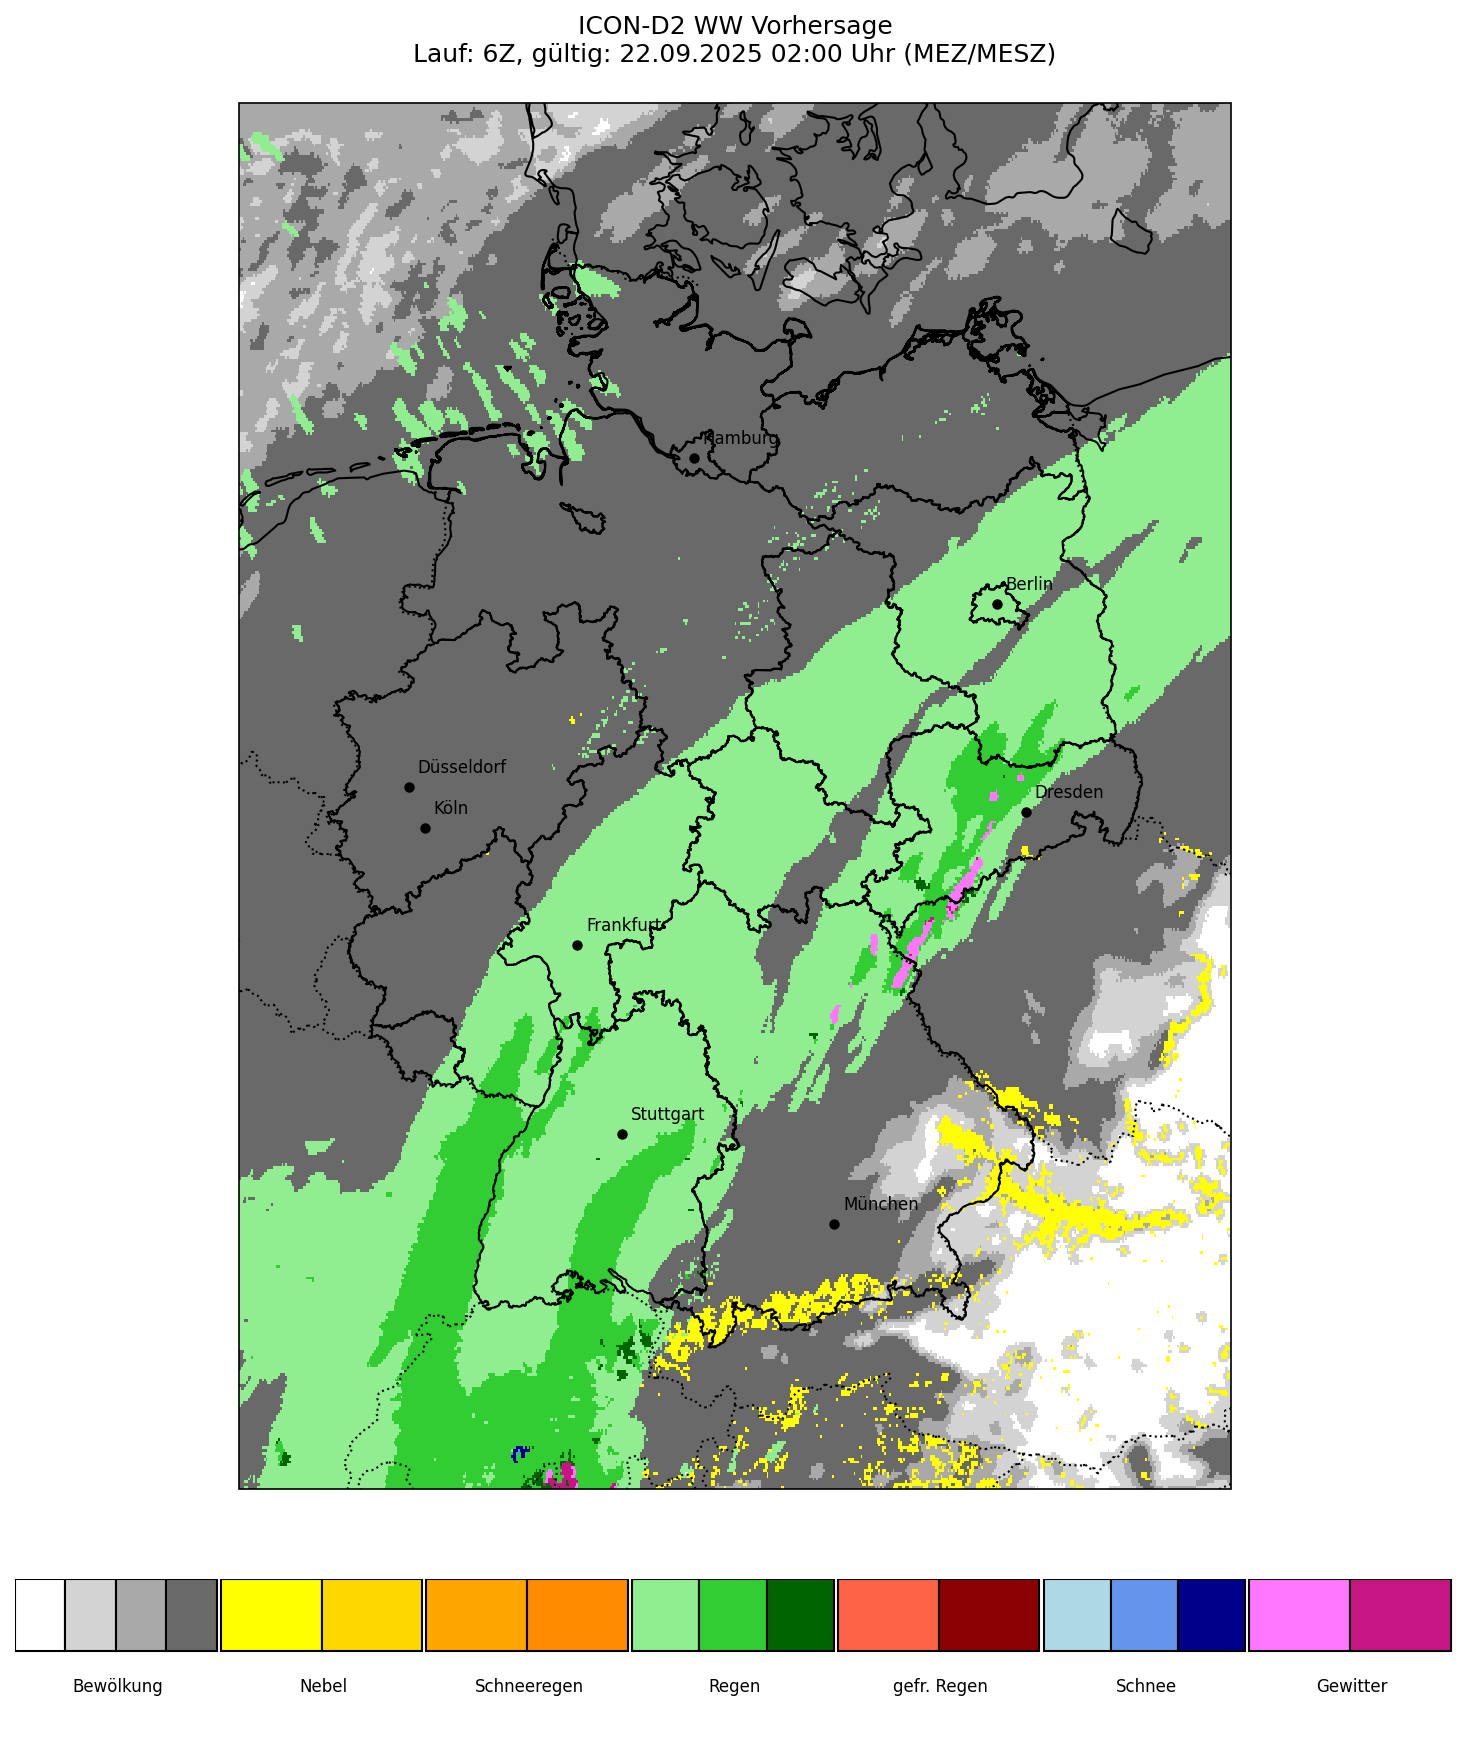 ICON-D2 WW Vorhersage
Lauf: 6Z, gültig: 22.09.2025 02:00 Uhr (MEZ/MESZ)
Hamburg
Berlin
Düsseldorf
Köln
Dresden
Frankfurt
Stuttgart
München
Bewölkung
Nebel
Schneeregen
Regen
gefr. Regen
Schnee
Gewitter